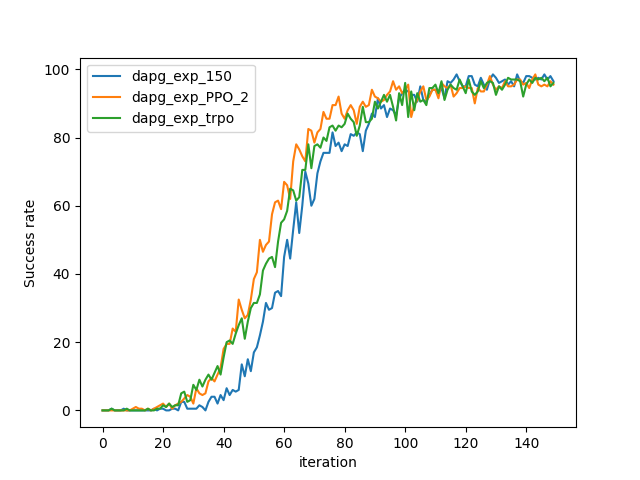 dapg_exp_150
dapg_exp_PPO_2
dapg_exp_trpo
100
80
60
40
20
0
Success rate
0 20 40 60 80 100 120 140
iteration